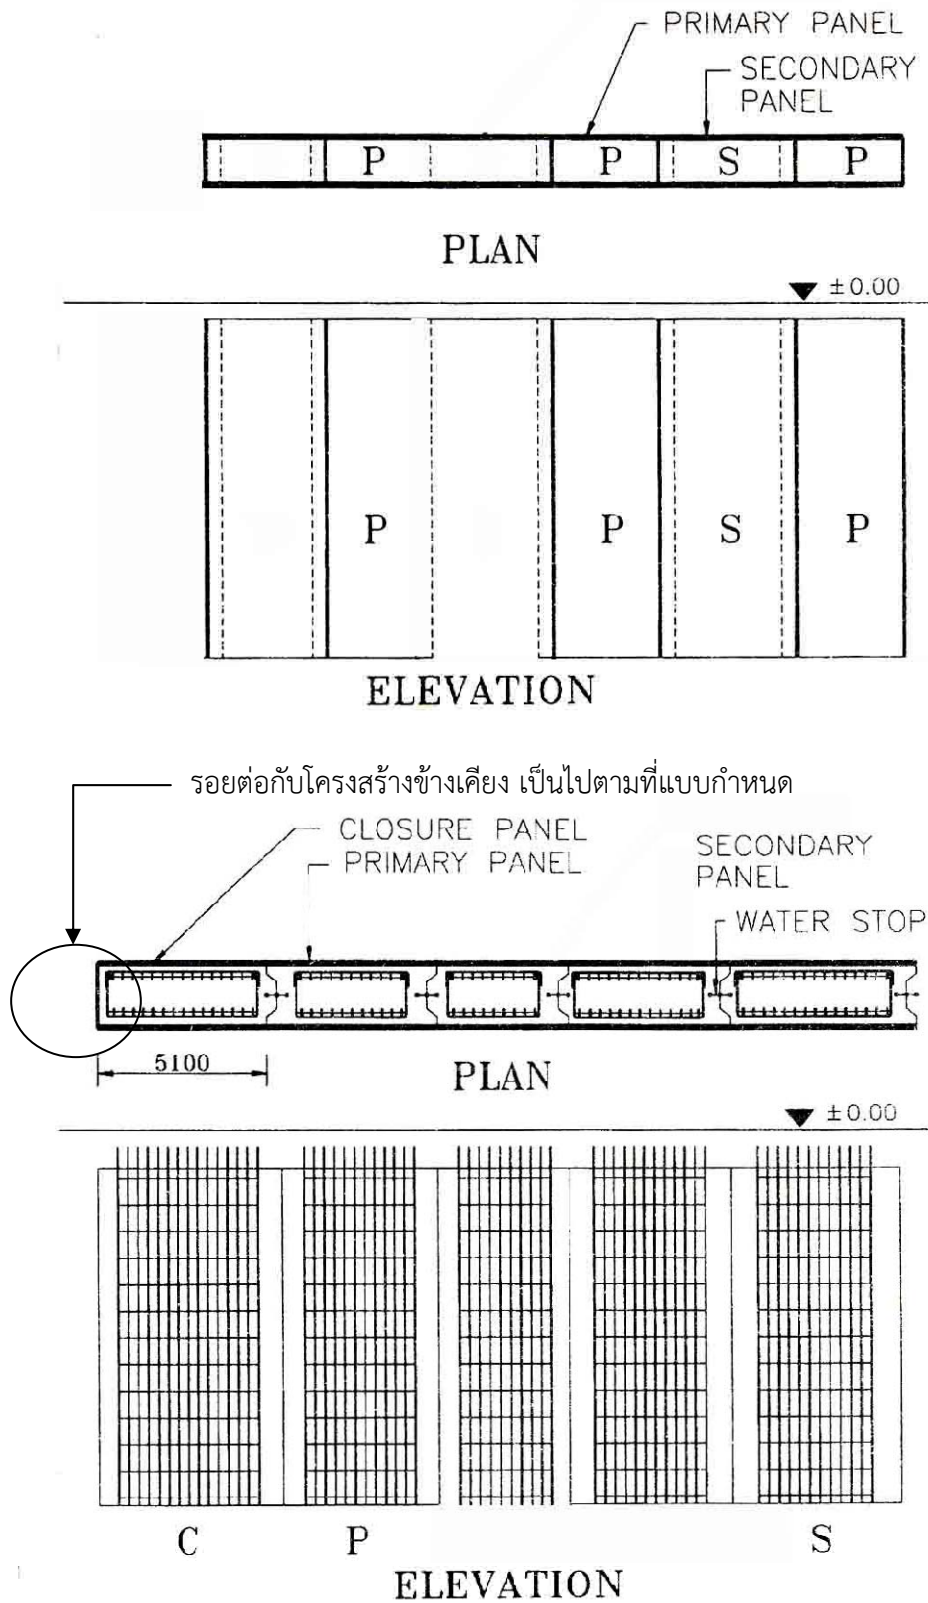 PRIMARY PANEL
SECONDARY
PANEL
P P S P
PLAN
±0.00
P P S P
ELEVATION
รอยต่อกับโครงสร้างข้างเคียง เป็นไปตามที่แบบกำหนด
CLOSURE PANEL
PRIMARY PANEL
SECONDARY
PANEL
WATER STOP
5100
PLAN
±0.00
C P S
ELEVATION